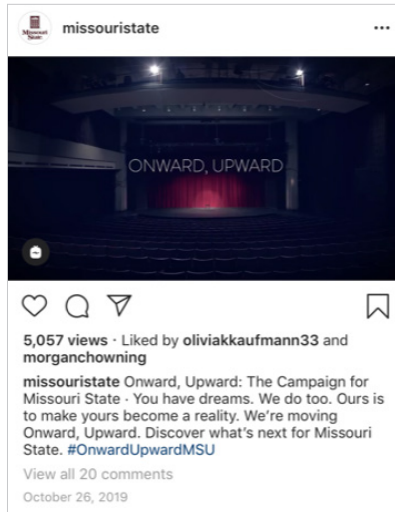 Missouri
State
missouristate
ONWARD, UPWARD
5,057 views · Liked by oliviakkaufmann33 and
morganchowning
missouristate Onward, Upward: The Campaign for
Missouri State · You have dreams. We do too. Ours is
to make yours become a reality. We're moving
Onward, Upward. Discover what's next for Missouri
State. #OnwardUpwardMSU
View all 20 comments
October 26, 2019